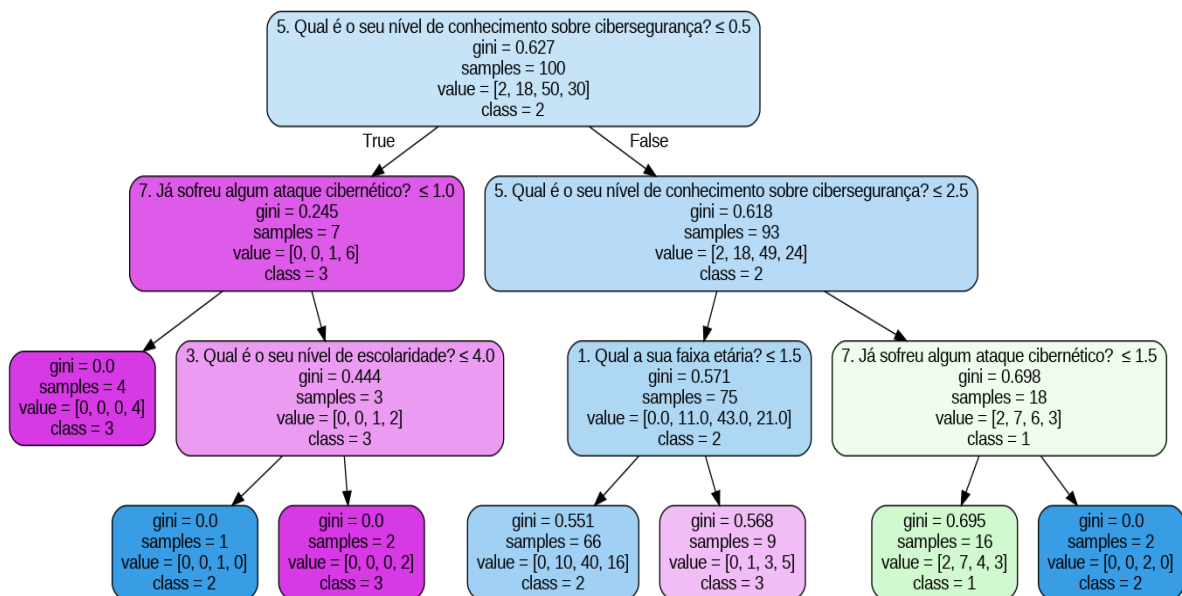 5. Qual é o seu nível de conhecimento sobre cibersegurança? ≤ 0.5
gini = 0.627
samples = 100
value = [2, 18, 50, 30]
class = 2
True
False
7. Já sofreu algum ataque cibernético? ≤ 1.0
gini = 0.245
samples = 7
value = [0, 0, 1, 6]
class = 3
5. Qual é o seu nível de conhecimento sobre cibersegurança? ≤ 2.5
gini = 0.618
samples = 93
value = [2, 18, 49, 24]
class = 2
gini = 0.0
samples = 4
value = [0, 0, 0, 4]
class = 3
3. Qual é o seu nível de escolaridade? ≤ 4.0
gini = 0.444
samples = 3
value = [0, 0, 1, 2]
class = 3
1. Qual a sua faixa etária? ≤ 1.5
gini = 0.571
samples = 75
value = [0.0, 11.0, 43.0, 21.0]
class = 2
7. Já sofreu algum ataque cibernético? ≤ 1.5
gini = 0.698
samples = 18
value = [2, 7, 6, 3]
class = 1
gini = 0.0
samples = 1
value = [0, 0, 1, 0]
class = 2
gini = 0.0
samples = 2
value = [0, 0, 0, 2]
class = 3
gini = 0.551
samples = 66
value = [0, 10, 40, 16]
class = 2
gini = 0.568
samples = 9
value = [0, 1, 3, 5]
class = 3
gini = 0.695
samples = 16
value = [2, 7, 4, 3]
class = 1
gini = 0.0
samples = 2
value = [0, 0, 2, 0]
class = 2